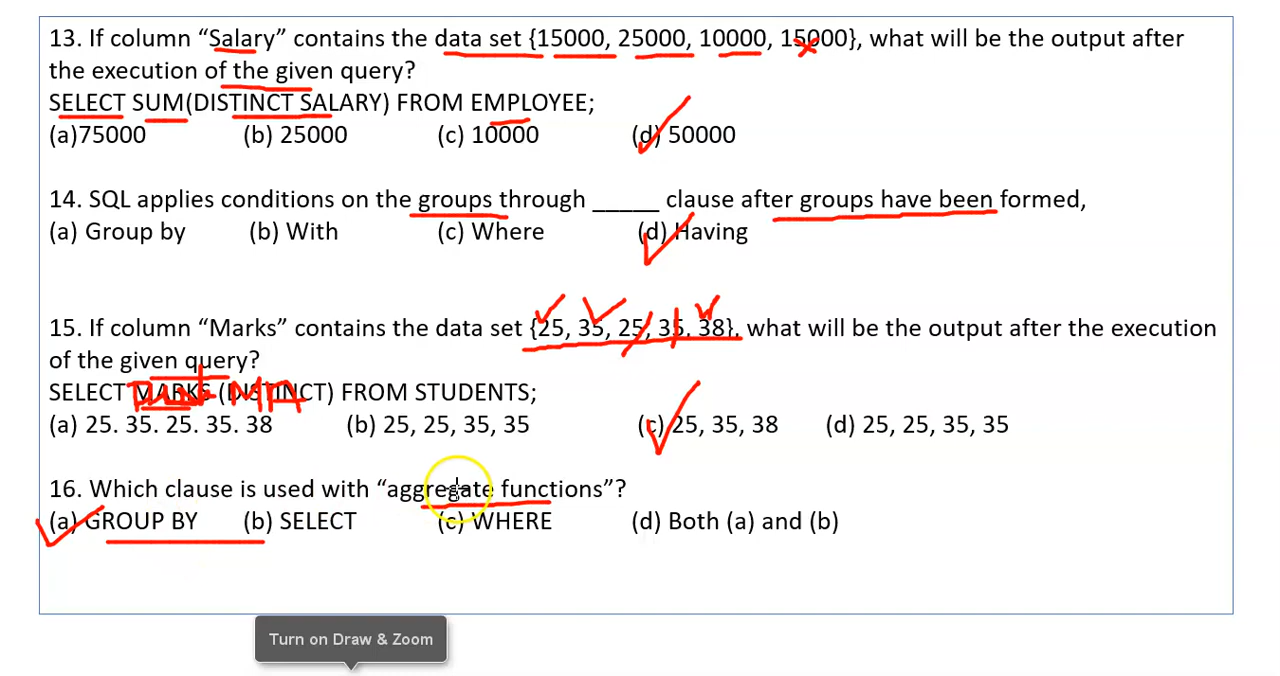 13. If column “Salary” contains the data set {15000, 25000, 10000, 15000}, what will be the output after
the execution of the given query?
SELECT SUM(DISTINCT SALARY) FROM EMPLOYEE;
(a)75000 (b) 25000 (c) 10000 (d) 50000
14. SQL applies conditions on the groups through _____ clause after groups have been formed,
(a) Group by (b) With (c) Where (d) Having
15. If column “Marks” contains the data set {25, 35, 25, 35, 38}, what will be the output after the execution
of the given query?
SELECT MARKS (DISTINCT) FROM STUDENTS;
(a) 25. 35. 25. 35. 38 (b) 25, 25, 35, 35 (c) 25, 35, 38 (d) 25, 25, 35, 35
16. Which clause is used with “aggregate functions”?
(a) GROUP BY (b) SELECT (c) WHERE (d) Both (a) and (b)
Turn on Draw & Zoom